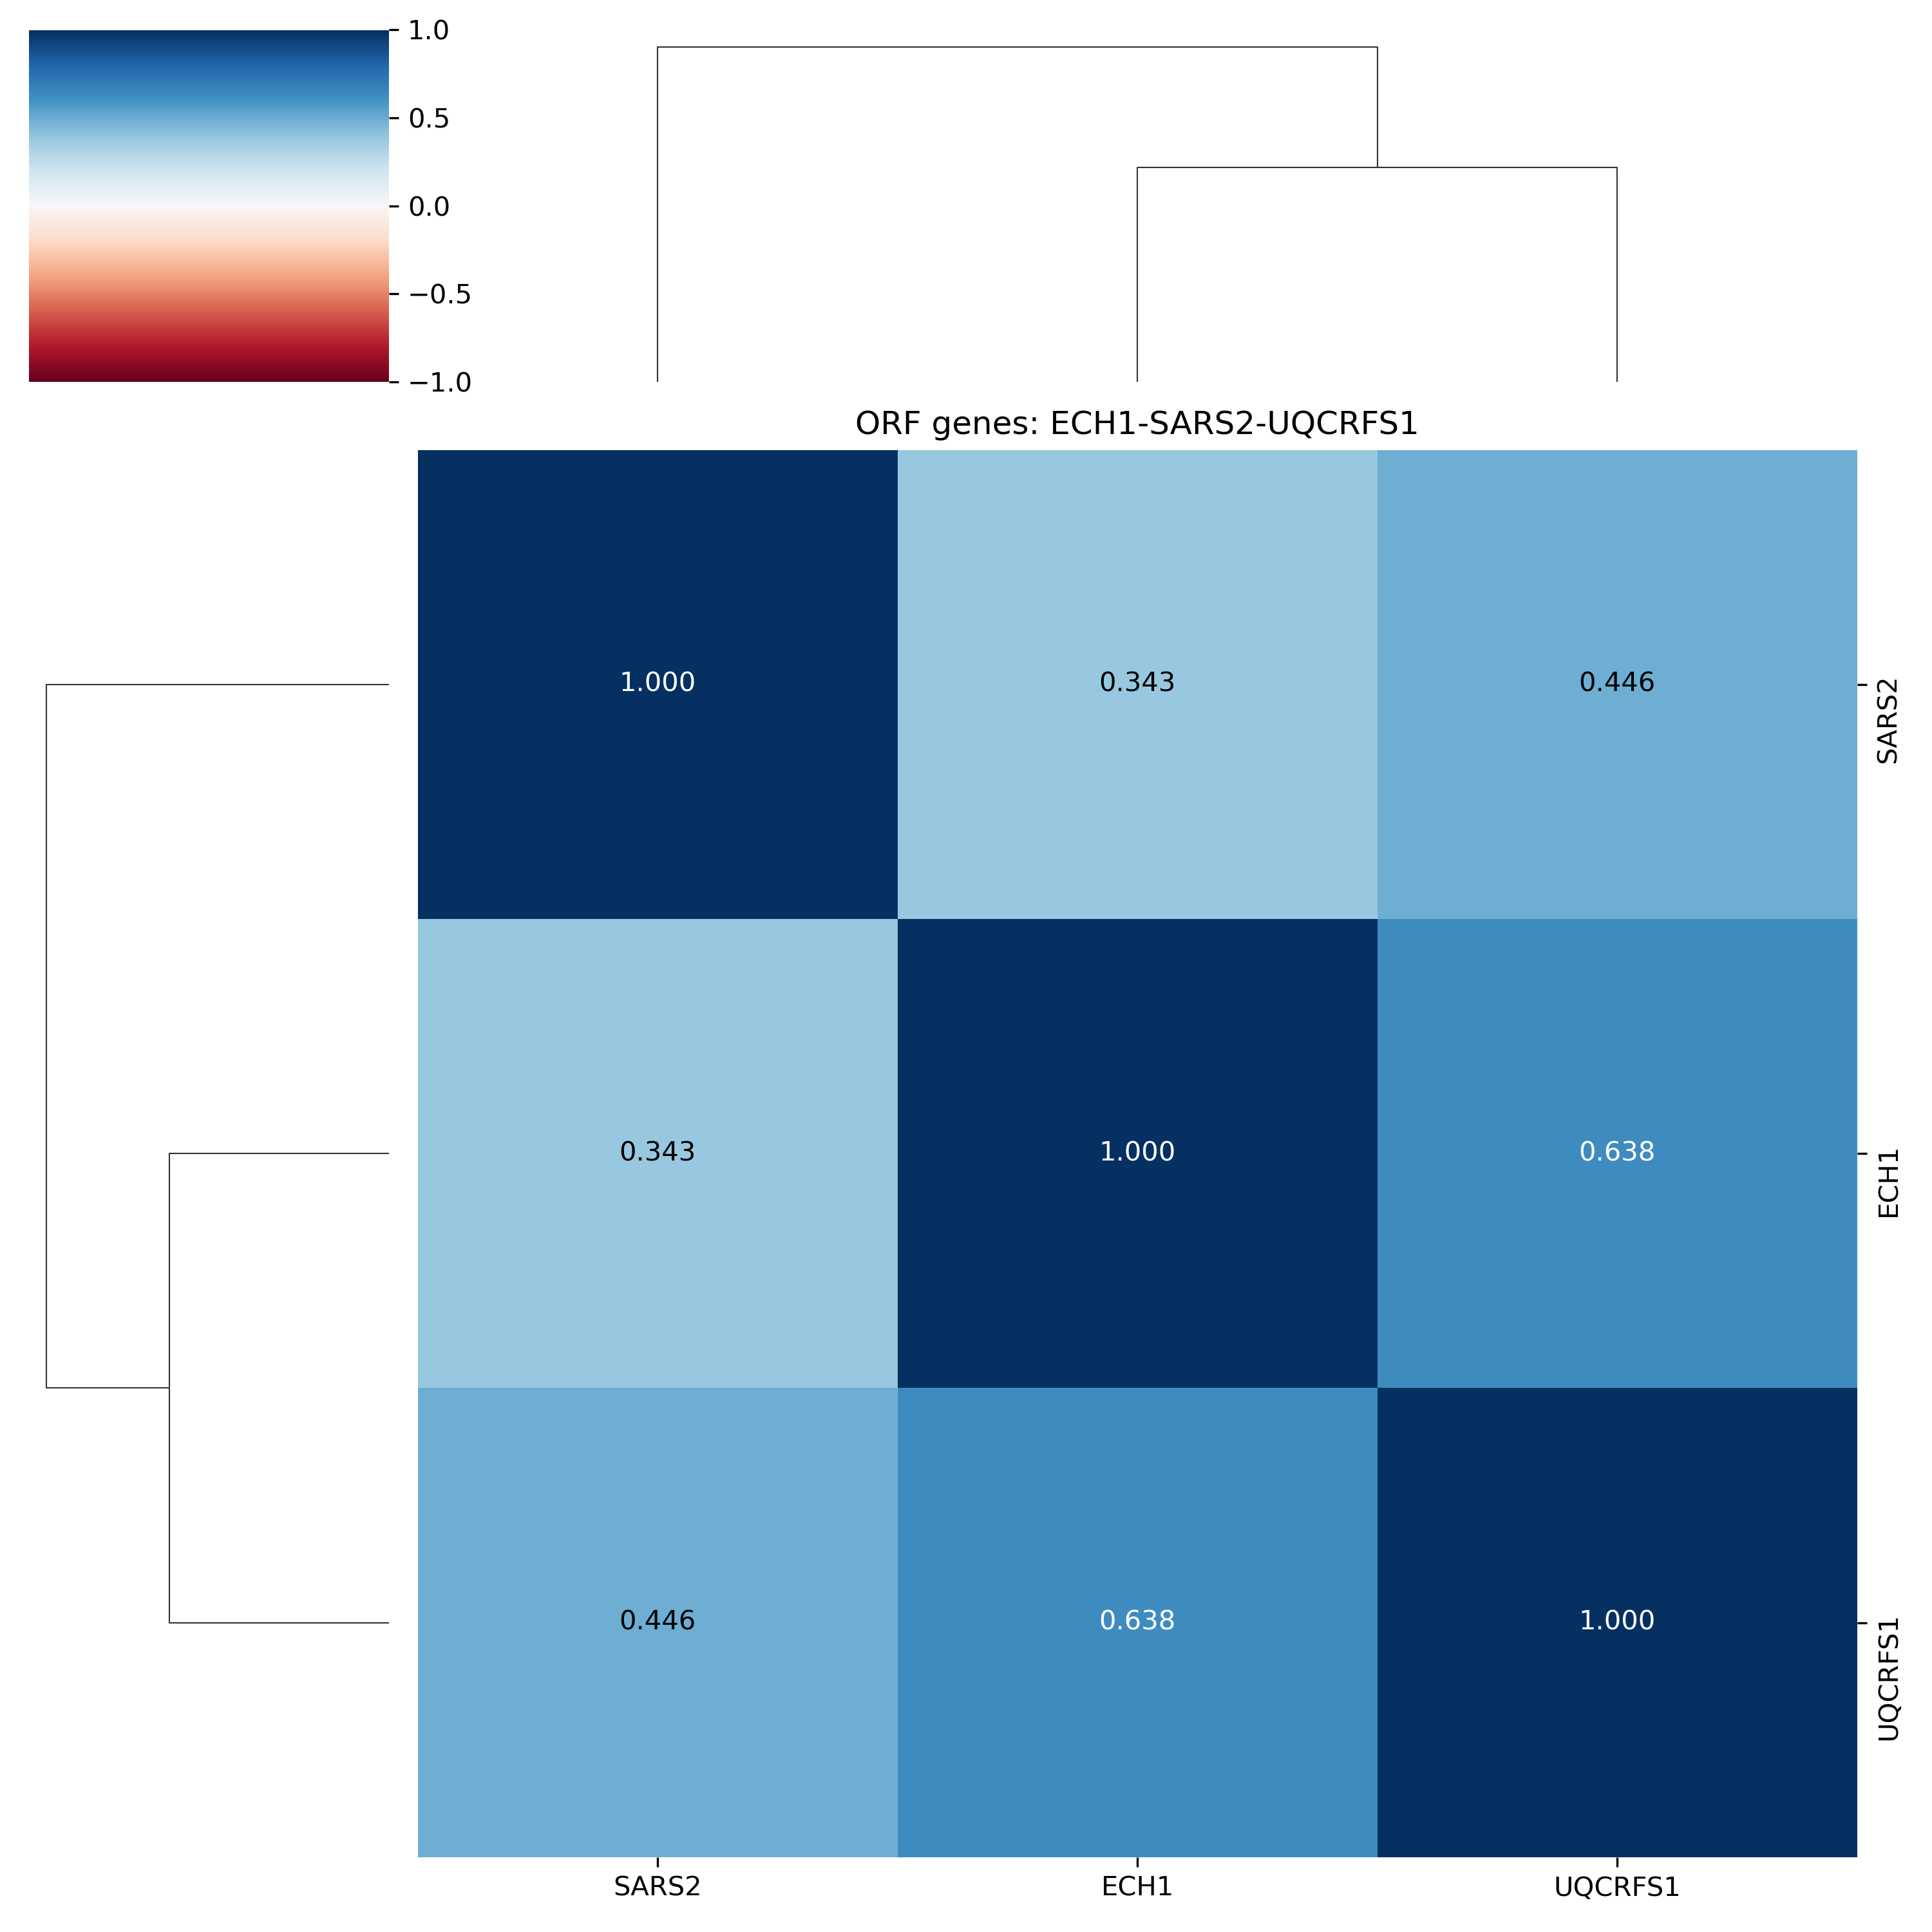 1.0
0.5
0.0
−0.5
−1.0
ORF genes: ECH1-SARS2-UQCRFS1
1.000 0.343 0.446 SARS2
0.343 1.000 0.638 ECH1
0.446 0.638 1.000 UQCRFS1
SARS2 ECH1 UQCRFS1